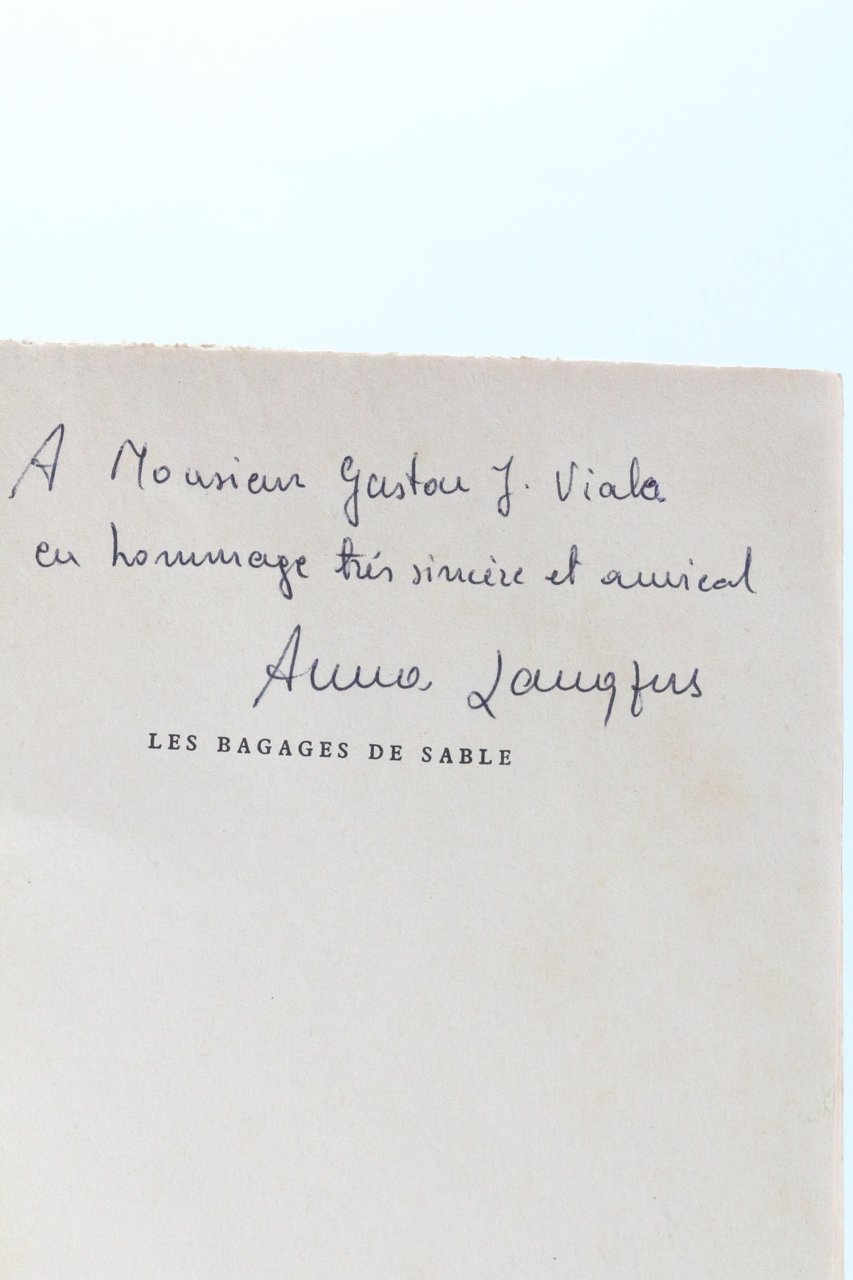 A Monsieur Gaston J. Viala
en hommage très sincère et amical
Anna Langfus
LES BAGAGES DE SABLE